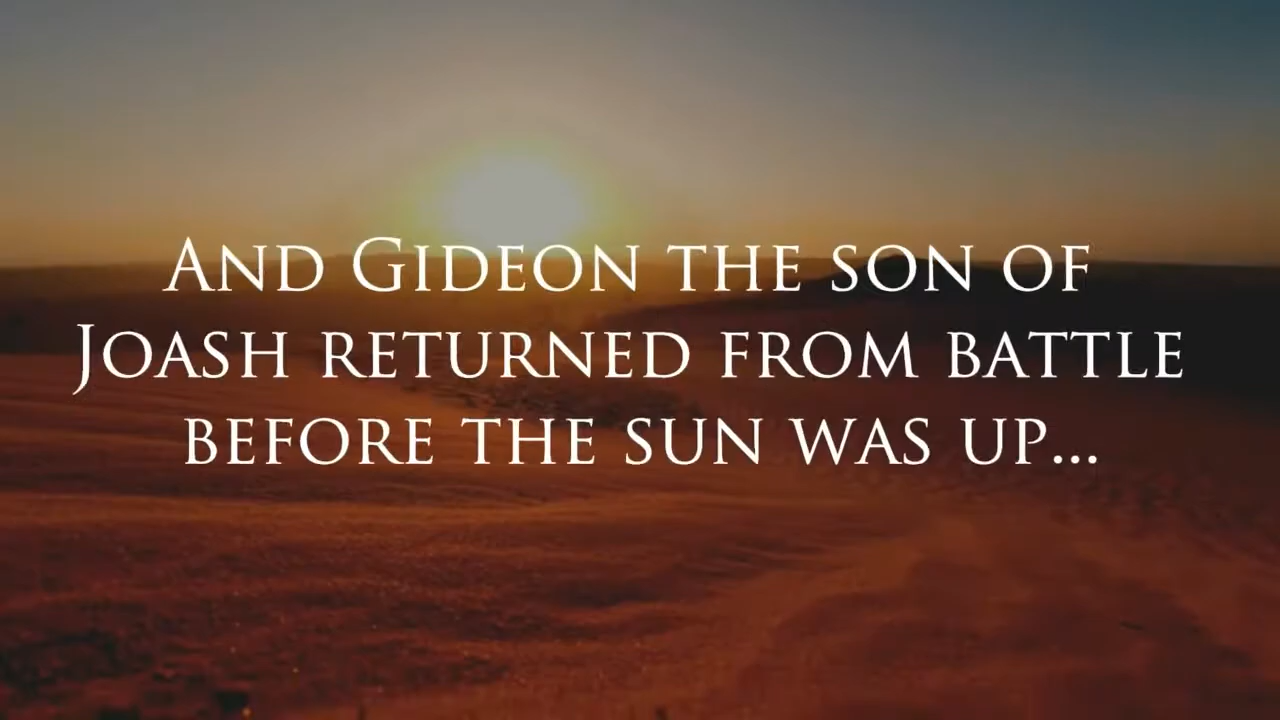 And Gideon the son of
Joash returned from battle
before the sun was up...